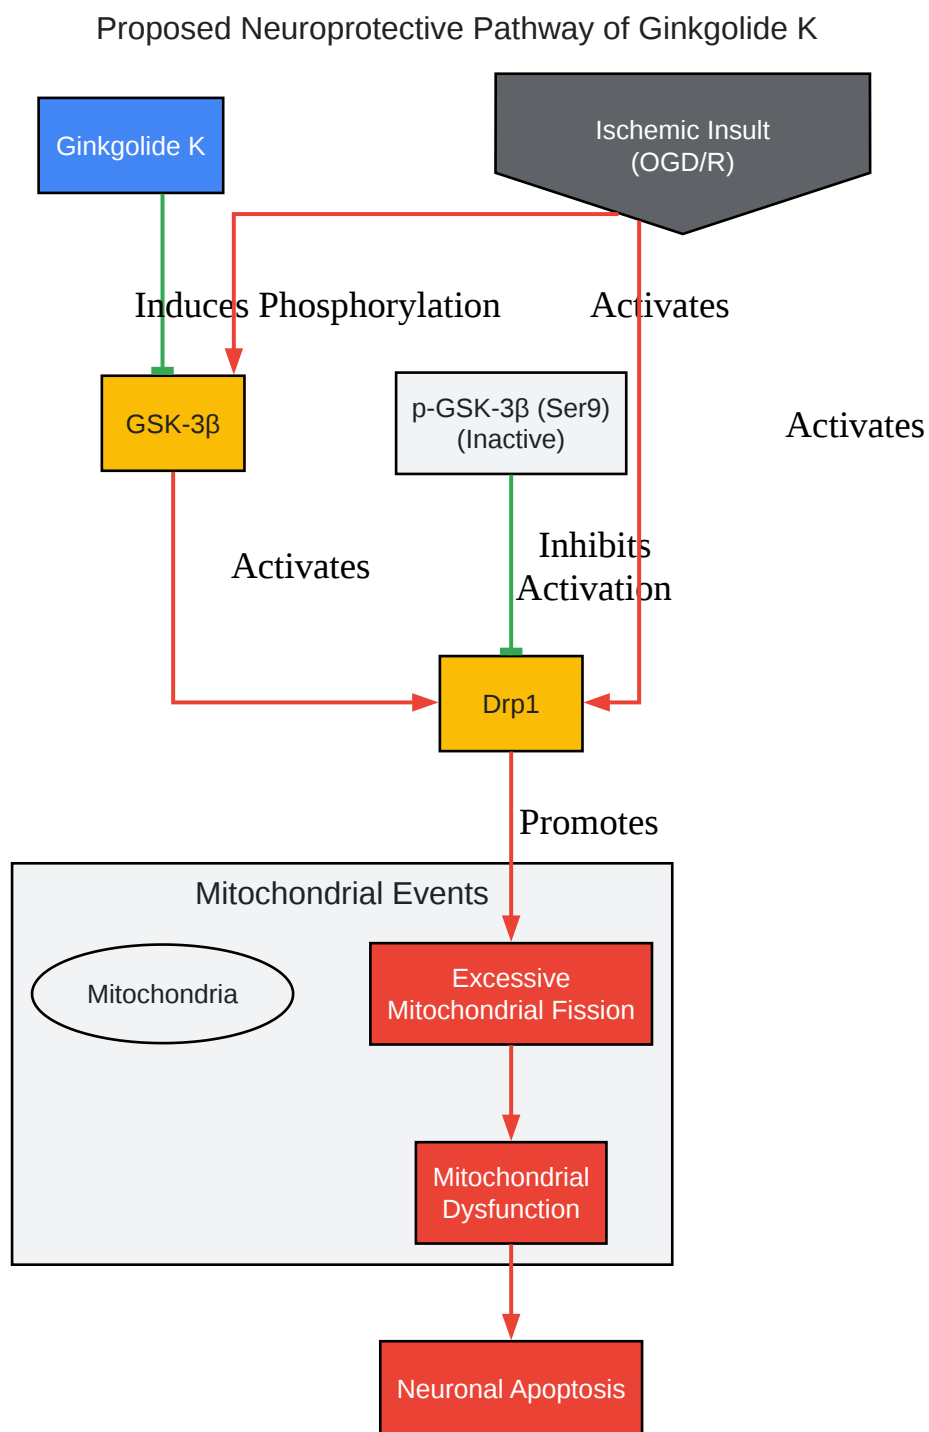 Proposed Neuroprotective Pathway of Ginkgolide K
Ginkgolide K
Ischemic Insult
(OGD/R)
Induces Phosphorylation
Activates
GSK-3β
p-GSK-3β (Ser9)
(Inactive)
Activates
Activates
Inhibits
Activation
Drp1
Promotes
Mitochondrial Events
Mitochondria
Excessive
Mitochondrial Fission
Mitochondrial
Dysfunction
Neuronal Apoptosis